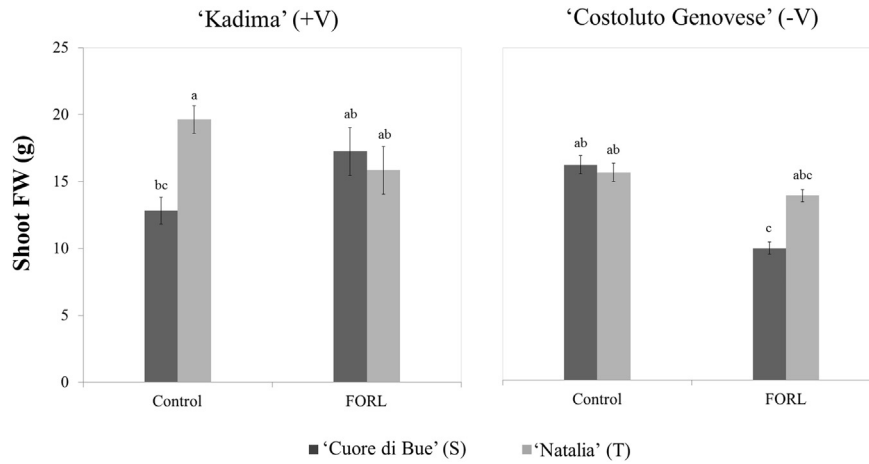 ‘Kadima’ (+V)
‘Costoluto Genovese’ (-V)
Shoot FW (g)
25
20
15
10
5
0
bc
a
ab
ab
ab
ab
c
abc
Control
FORL
Control
FORL
‘Cuore di Bue’ (S)
‘Natalia’ (T)